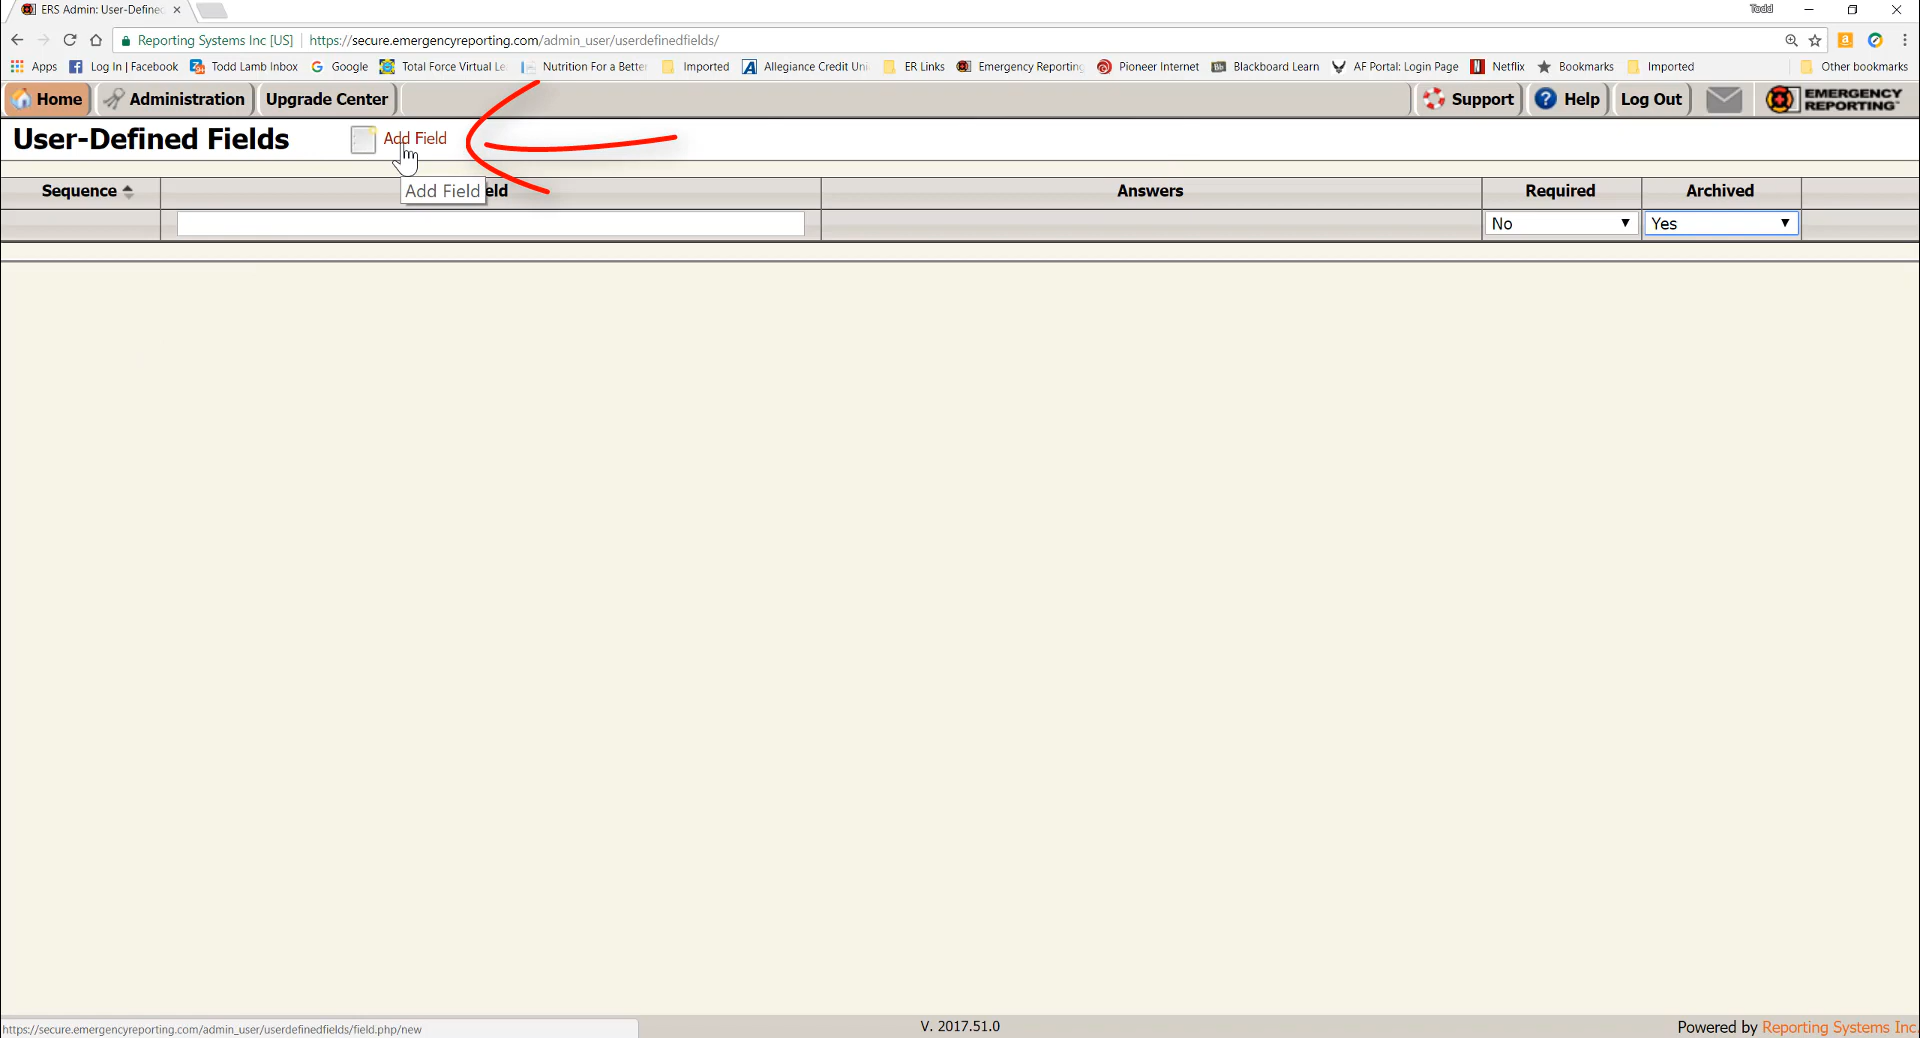 ERS Admin: User-Define
Todd
Reporting Systems Inc [US] https://secure.emergencyreporting.com/admin_user/userdefinedfields/
Apps Log In | Facebook Todd Lamb Inbox Google Total Force Virtual Le Nutrition For a Better Imported Allegiance Credit Uni ER Links Emergency Reporting Pioneer Internet Blackboard Learn AF Portal: Login Page Netflix Bookmarks Imported Other bookmarks
Home Administration Upgrade Center Support Help Log Out EMERGENCY
REPORTING
User-Defined Fields Add Field
Sequence Add Field eld Answers Required Archived
No Yes
https://secure.emergencyreporting.com/admin_user/userdefinedfields/field.php/new V. 2017.51.0 Powered by Reporting Systems Inc.